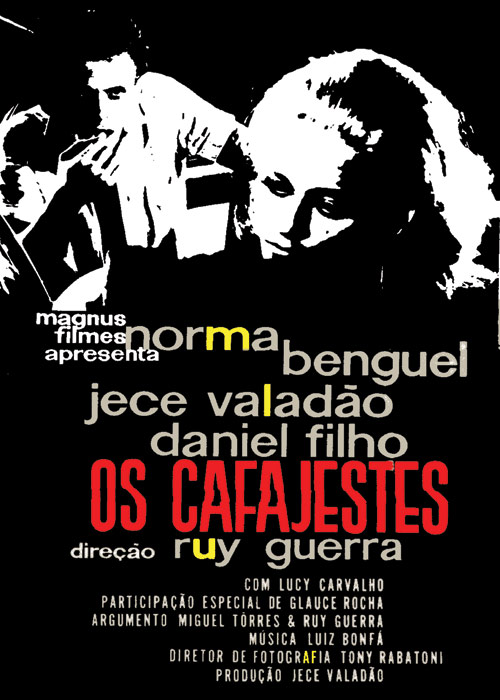 magnus
filmes
apresenta
norma
benguel
jece valadão
daniel filho
OS CAFAJESTES
direção ruy guerra
COM LUCY CARVALHO
PARTICIPAÇÃO ESPECIAL DE GLAUCE ROCHA
ARGUMENTO MIGUEL TÔRRES & RUY GUERRA
MÚSICA LUIZ BONFÁ
DIRETOR DE FOTOGRAFIA TONY RABATONI
PRODUÇÃO JECE VALADÃO